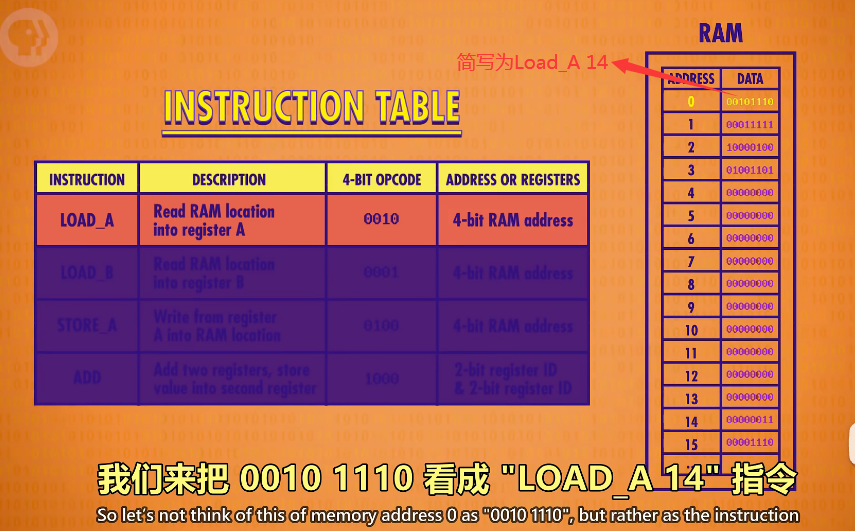 RAM
简写为Load_A 14
ADDRESS DATA
0 00101110
1 00011111
2 10000100
3 01001101
4 00000000
5 00000000
6 00000000
7 00000000
8 00000000
9 00000000
10 00000000
11 00000000
12 00000000
13 00000000
14 00000011
15 00001110
INSTRUCTION TABLE
INSTRUCTION DESCRIPTION 4-BIT OPCODE ADDRESS OR REGISTERS
LOAD_A Read RAM location into register A 0010 4-bit RAM address
LOAD_B Read RAM location into register B 0001 4-bit RAM address
STORE_A Write from register A into RAM location 0100 4-bit RAM address
ADD Add two registers, store value into second register 1000 2-bit register ID & 2-bit register ID
我们来把 0010 1110 看成 "LOAD_A 14" 指令
So let's not think of this of memory address 0 as "0010 1110", but rather as the instruction